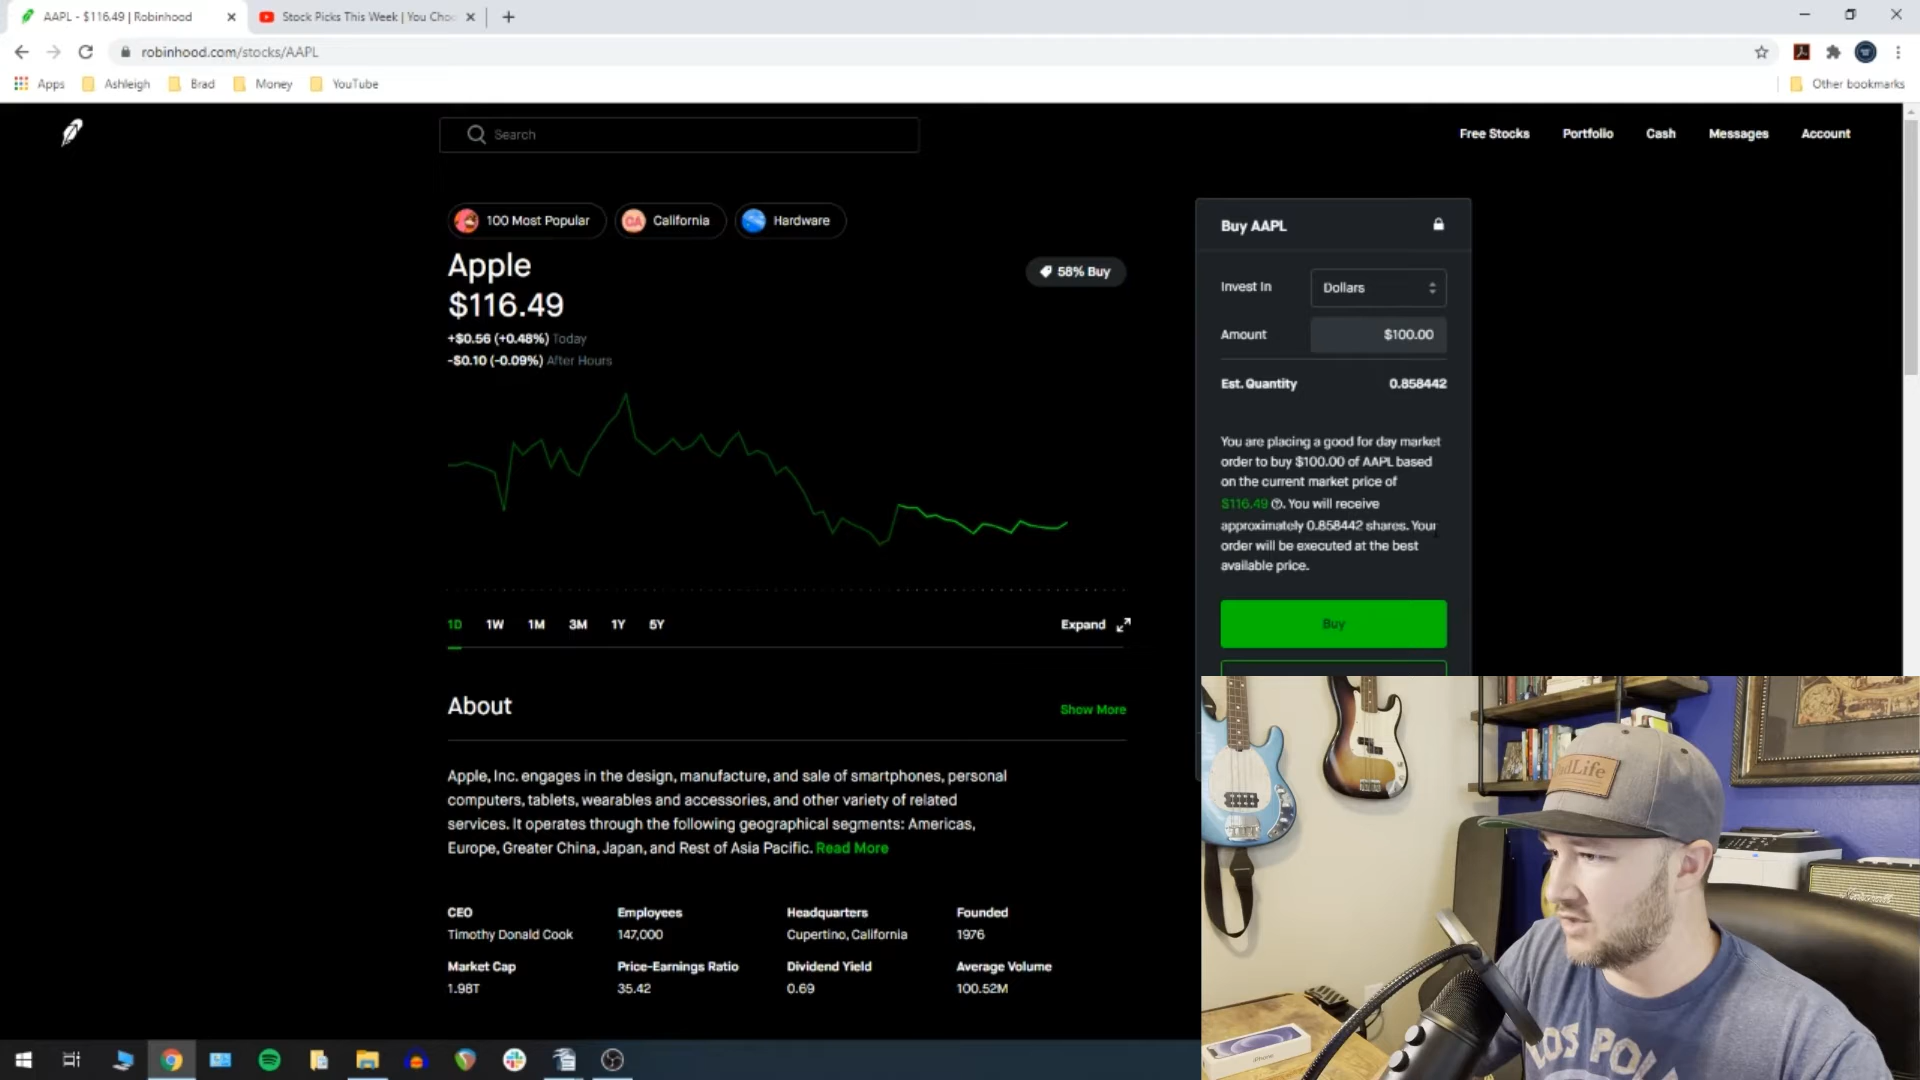 AAPL - $116.49 | Robinhood
Stock Picks This Week | You Cho
robinhood.com/stocks/AAPL
Apps
Ashleigh
Brad
Money
YouTube
Other bookmarks
Search
Free Stocks
Portfolio
Cash
Messages
Account
100 Most Popular
CA
California
Hardware
Apple
$116.49
58% Buy
+$0.56 (+0.48%) Today
-$0.10 (-0.09%) After Hours
1D
1W
1M
3M
1Y
5Y
Expand
Buy AAPL
Invest In
Dollars
Amount
$100.00
Est. Quantity
0.858442
You are placing a good for day market
order to buy $100.00 of AAPL based
on the current market price of
$116.49. You will receive
approximately 0.858442 shares. Your
order will be executed at the best
available price.
Buy
About
Show More
Apple, Inc. engages in the design, manufacture, and sale of smartphones, personal
computers, tablets, wearables and accessories, and other variety of related
services. It operates through the following geographical segments: Americas,
Europe, Greater China, Japan, and Rest of Asia Pacific. Read More
CEO
Timothy Donald Cook
Employees
147,000
Headquarters
Cupertino, California
Founded
1976
Market Cap
1.98T
Price-Earnings Ratio
35.42
Dividend Yield
0.69
Average Volume
100.52M
dLife
iPhone
LOS POL